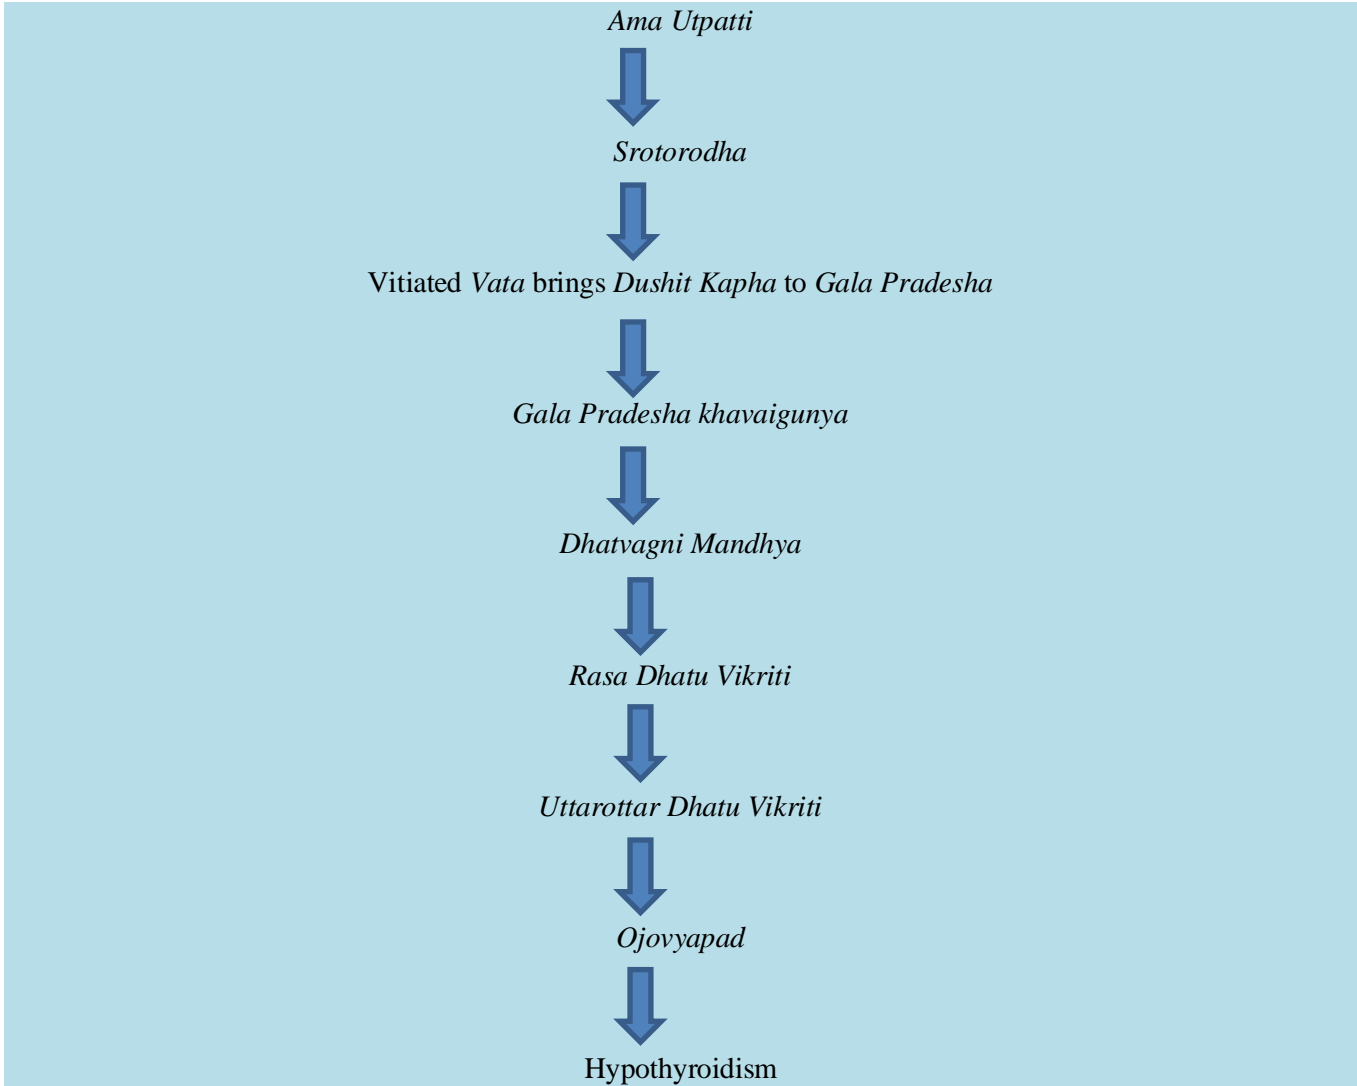 Ama Utpatti
Srotorodha
Vitiated Vata brings Dushit Kapha to Gala Pradesha
Gala Pradesha khavaigunya
Dhatvagni Mandhya
Rasa Dhatu Vikriti
Uttarottar Dhatu Vikriti
Ojovyapad
Hypothyroidism